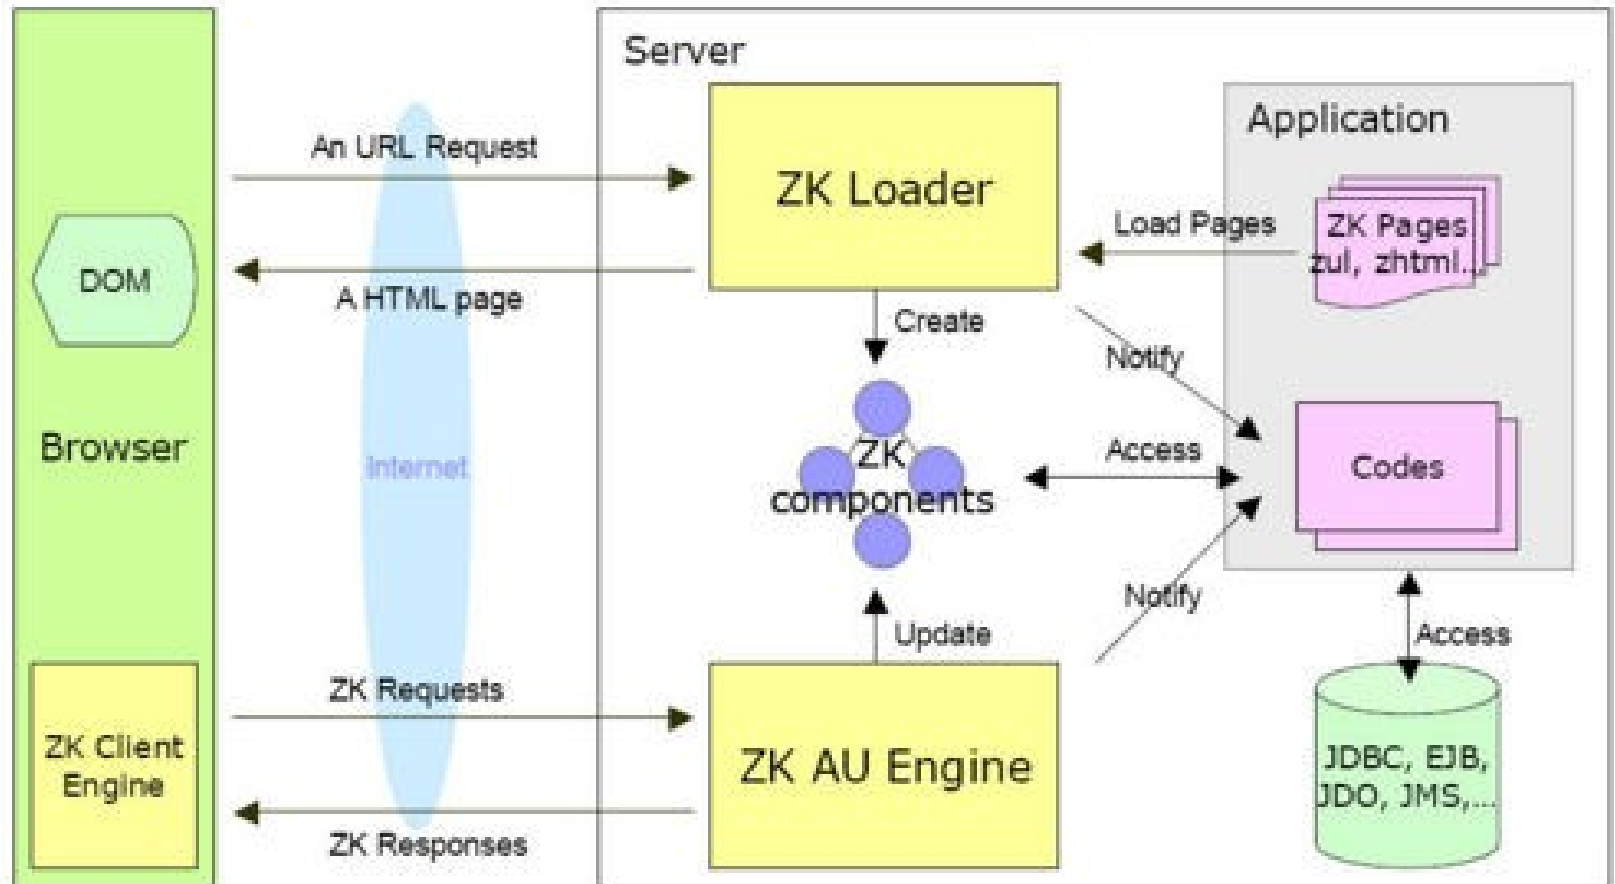 Server
Application
An URL Request
ZK Loader
Load Pages
ZK Pages
zul, zhtml...
DOM
A HTML page
Create
Notify
Browser
Internet
ZK
components
Access
Codes
Notify
Update
Access
ZK Requests
ZK Client
Engine
ZK AU Engine
JDBC, EJB,
JDO, JMS,...
ZK Responses